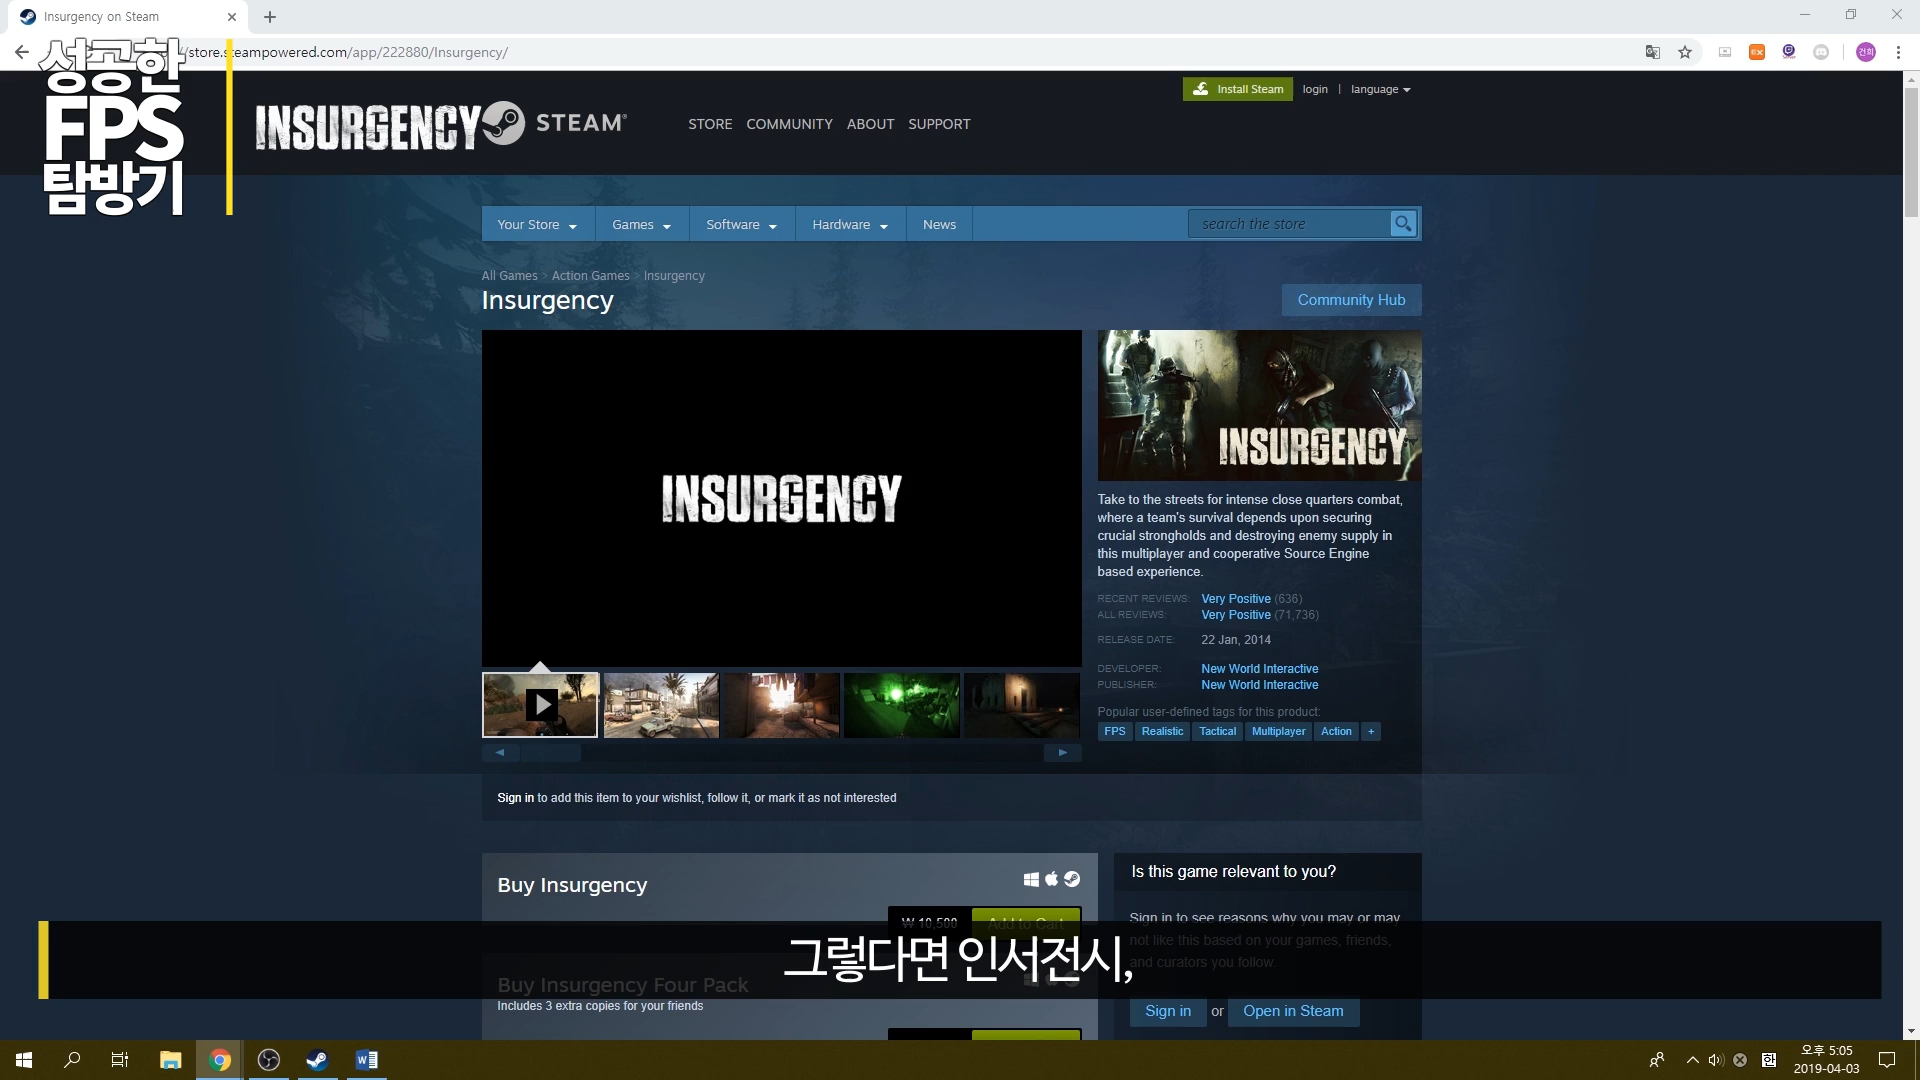 Insurgency on Steam
store.steampowered.com/app/222880/Insurgency/
건희
성공한
FPS
탐방기
INSURGENCY
STEAM®
STORE COMMUNITY ABOUT SUPPORT
Install Steam login | language
Your Store Games Software Hardware News
search the store
All Games > Action Games > Insurgency
Insurgency
Community Hub
INSURGENCY
INSURGENCY
Take to the streets for intense close quarters combat,
where a team's survival depends upon securing
crucial strongholds and destroying enemy supply in
this multiplayer and cooperative Source Engine
based experience.
RECENT REVIEWS: Very Positive (636)
ALL REVIEWS: Very Positive (71,736)
RELEASE DATE: 22 Jan, 2014
DEVELOPER: New World Interactive
PUBLISHER: New World Interactive
Popular user-defined tags for this product:
FPS Realistic Tactical Multiplayer Action +
Sign in to add this item to your wishlist, follow it, or mark it as not interested
Buy Insurgency
₩ 10,500 Add to Cart
Buy Insurgency Four Pack
Includes 3 extra copies for your friends
Is this game relevant to you?
Sign in to see reasons why you may or may
not like this based on your games, friends,
and curators you follow.
Sign in or Open in Steam
그렇다면 인서전시,
한
오후 5:05
2019-04-03